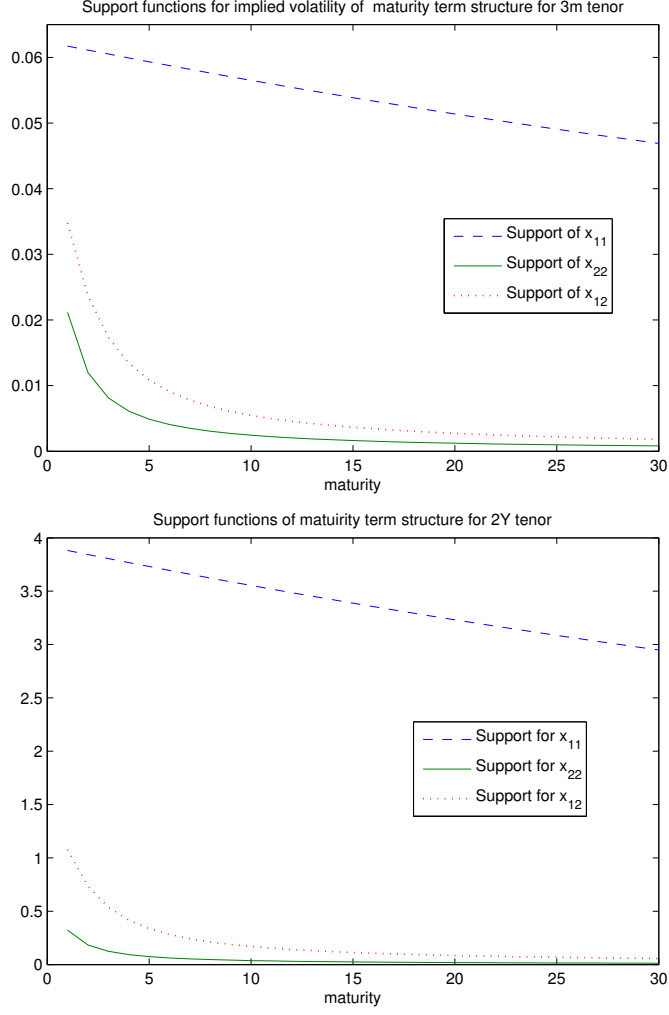 Support functions for implied volatility of maturity term structure for 3m tenor
0.06
0.05
0.04
0.03
0.02
0.01
0
Support of x11
Support of x22
Support of x12
0 5 10 15 20 25 30
maturity
Support functions of matuirity term structure for 2Y tenor
4
3.5
3
2.5
2
1.5
1
0.5
0
Support for x11
Support for x22
Support for x12
0 5 10 15 20 25 30
maturity